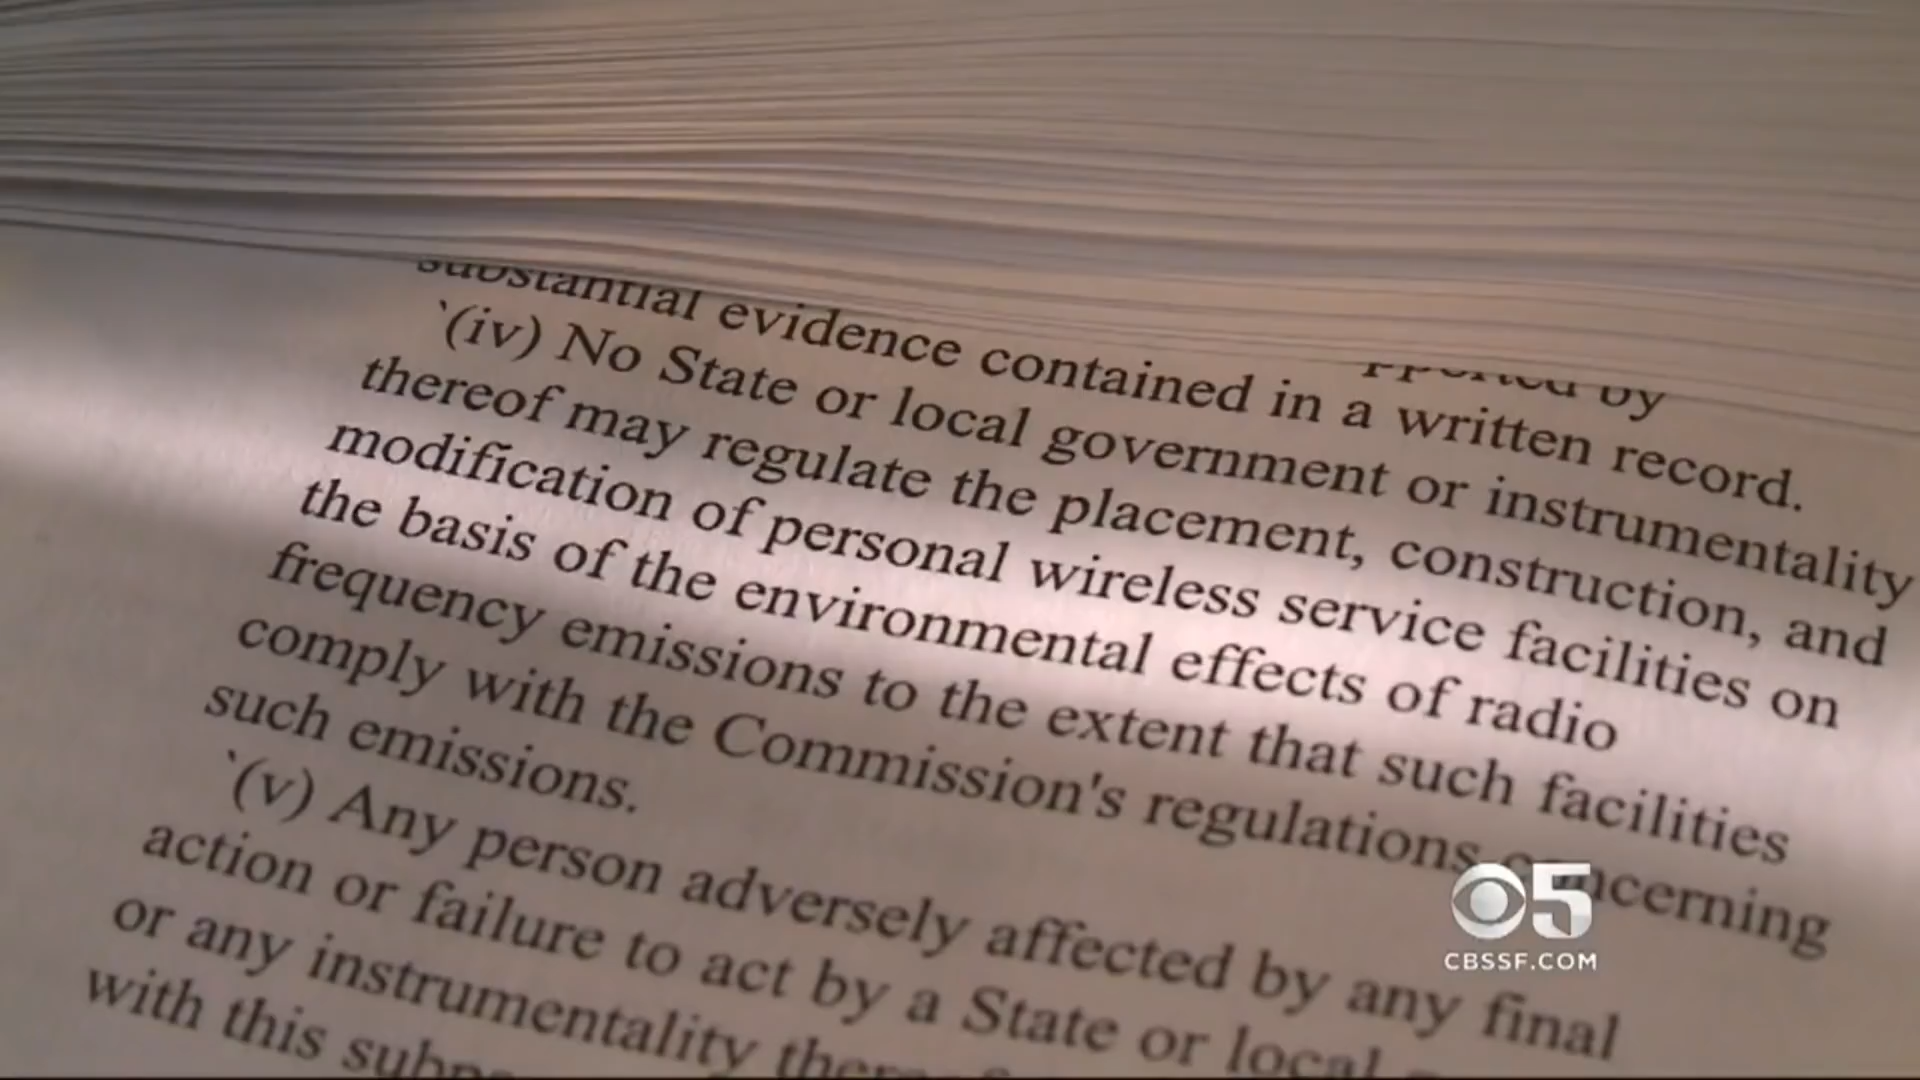 substantial evidence contained in a written record.
`(iv) No State or local government or instrumentality
thereof may regulate the placement, construction, and
modification of personal wireless service facilities on
the basis of the environmental effects of radio
frequency emissions to the extent that such facilities
comply with the Commission's regulations concerning
such emissions.
`(v) Any person adversely affected by any final
action or failure to act by a State or local
or any instrumentality
with this
by
5
CBSSF.COM